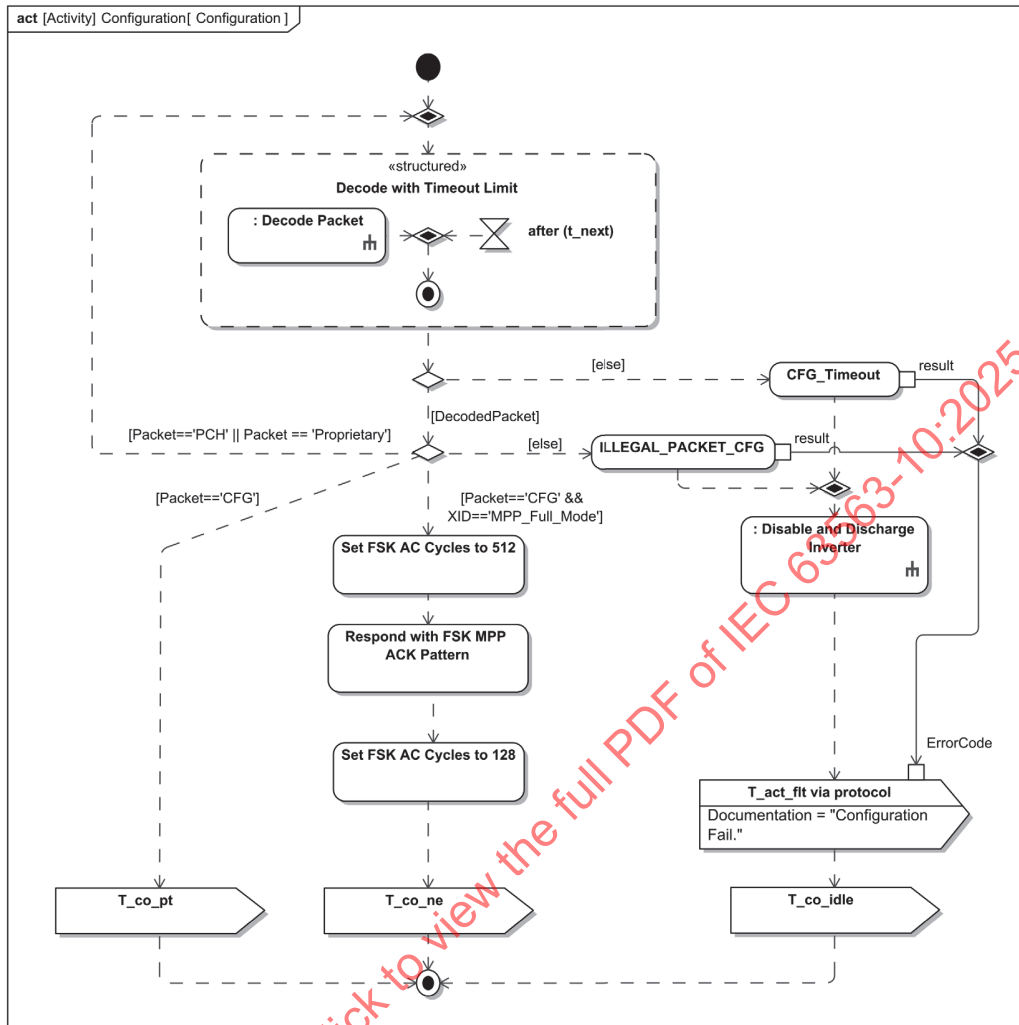 act [Activity] Configuration[ Configuration ]
«structured»
Decode with Timeout Limit
: Decode Packet
after (t_next)
[else]
CFG_Timeout
result
[DecodedPacket]
[Packet=='PCH' || Packet == 'Proprietary']
[else]
ILLEGAL_PACKET_CFG
result
[Packet=='CFG']
[Packet=='CFG' &&
XID=='MPP_Full_Mode']
: Disable and Discharge
Inverter
Set FSK AC Cycles to 512
Respond with FSK MPP
ACK Pattern
Set FSK AC Cycles to 128
ErrorCode
T_act_flt via protocol
Documentation = "Configuration
Fail."
T_co_pt
T_co_ne
T_co_idle
click to view the full PDF of IEC 63563-10:2025